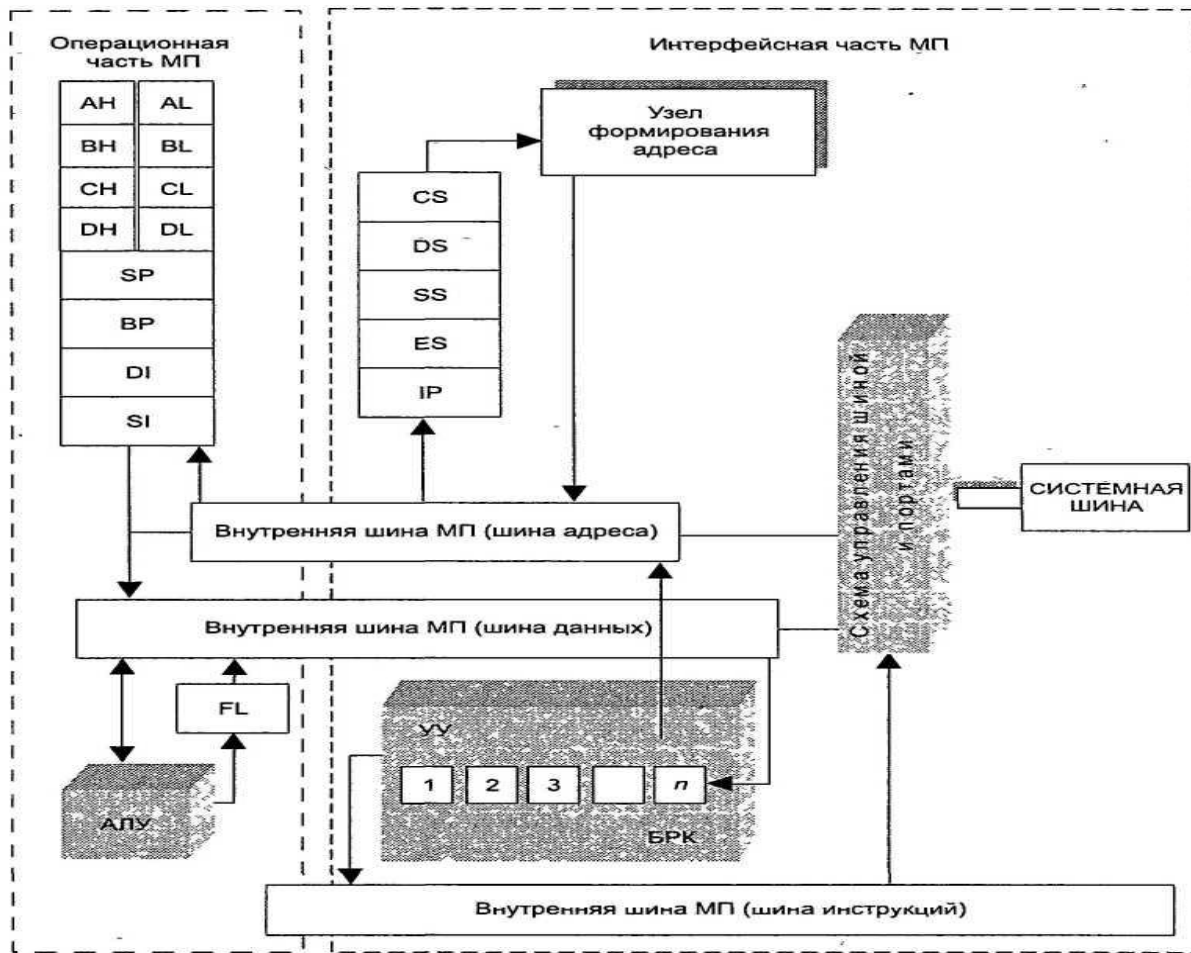 Операционная
часть МП
AH AL
BH BL
CH CL
DH DL
SP
BP
DI
SI
Интерфейсная часть МП
Узел
формирования
адреса
CS
DS
SS
ES
IP
Схема управления шиной
и портами
СИСТЕМНАЯ
ШИНА
Внутренняя шина МП (шина адреса)
Внутренняя шина МП (шина данных)
FL
АЛУ
УУ
1 2 3 n
БРК
Внутренняя шина МП (шина инструкций)